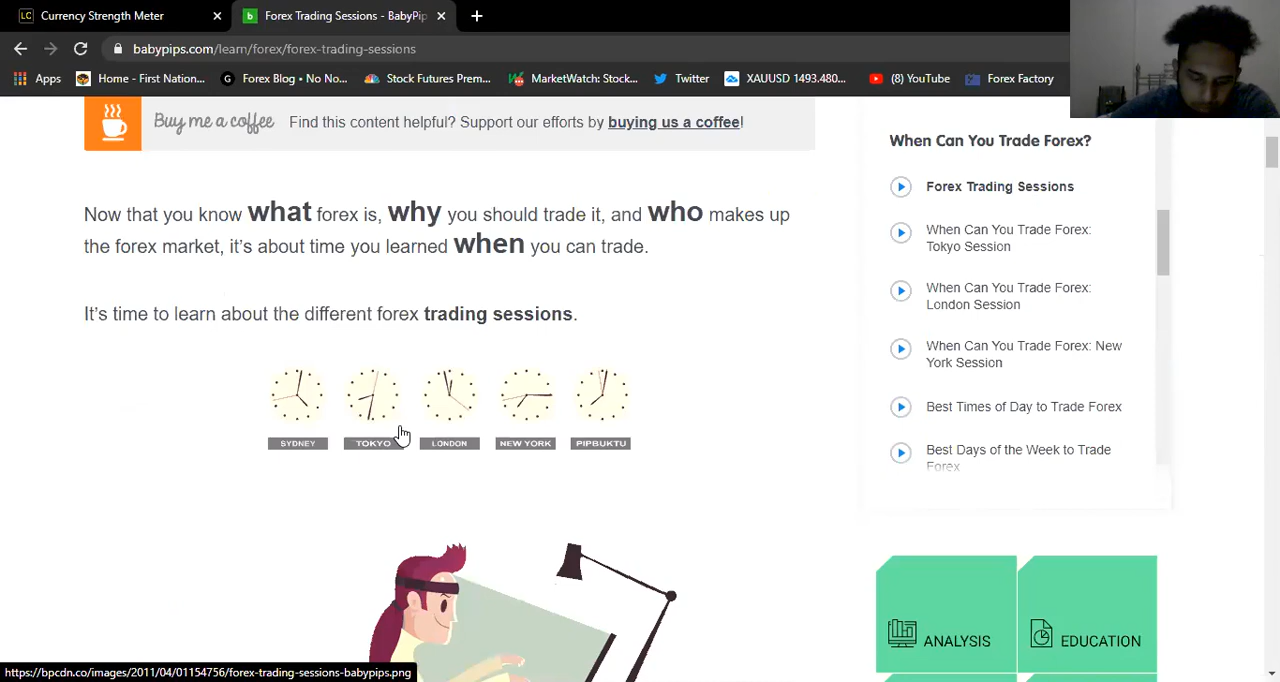 LC Currency Strength Meter
b Forex Trading Sessions - BabyPip
babypips.com/learn/forex/forex-trading-sessions
Apps
Home - First Nation...
G Forex Blog • No No...
Stock Futures Prem...
MarketWatch: Stock...
Twitter
XAUUSD 1493.480...
(8) YouTube
Forex Factory
Buy me a coffee
Find this content helpful? Support our efforts by buying us a coffee!
Now that you know what forex is, why you should trade it, and who makes up
the forex market, it's about time you learned when you can trade.
It's time to learn about the different forex trading sessions.
SYDNEY
TOKYO
LONDON
NEW YORK
PIPBUKTU
When Can You Trade Forex?
Forex Trading Sessions
When Can You Trade Forex:
Tokyo Session
When Can You Trade Forex:
London Session
When Can You Trade Forex: New
York Session
Best Times of Day to Trade Forex
Best Days of the Week to Trade
Forex
ANALYSIS
EDUCATION
https://bpcdn.co/images/2011/04/01154756/forex-trading-sessions-babypips.png